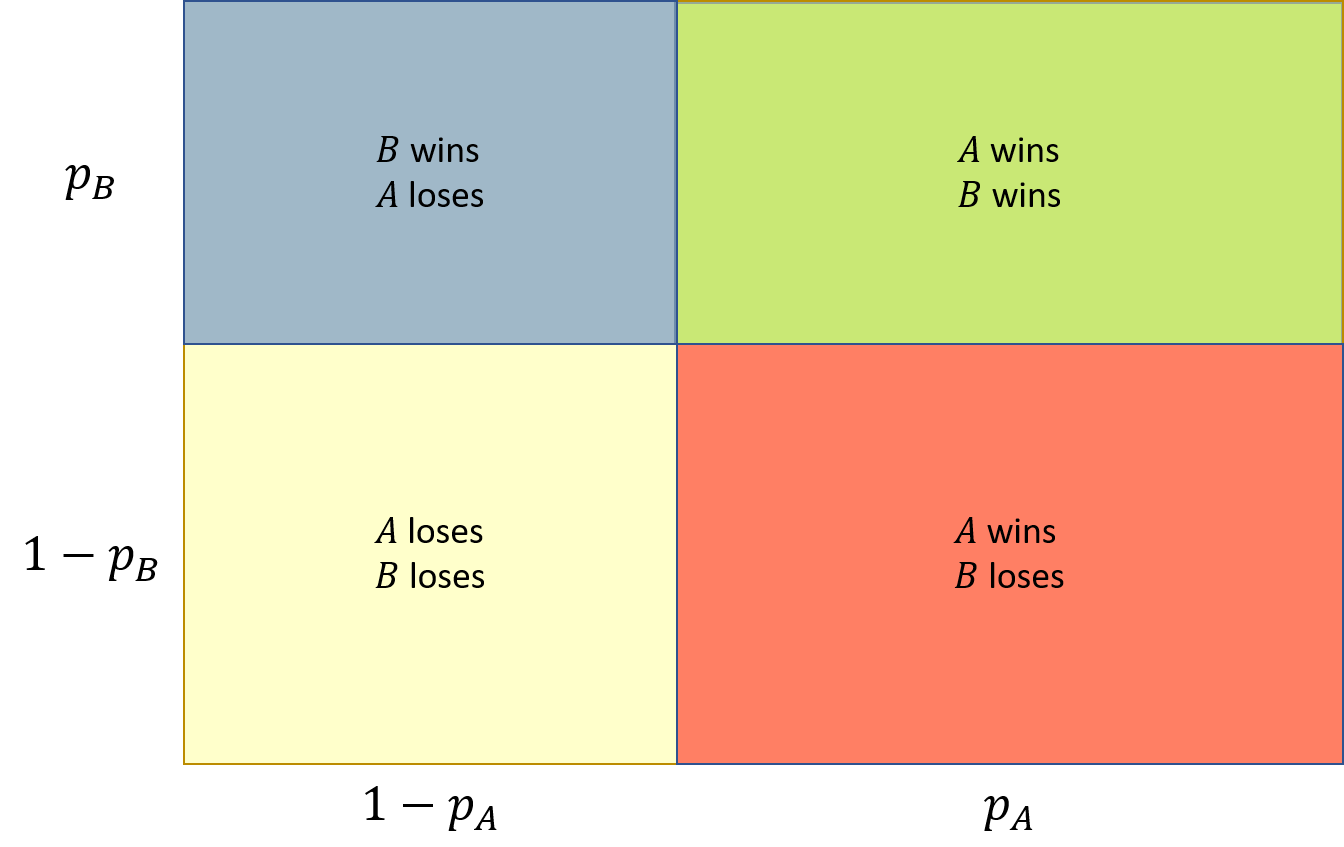 p_B
B wins
A loses
A wins
B wins
1 − p_B
A loses
B loses
A wins
B loses
1 − p_A
p_A